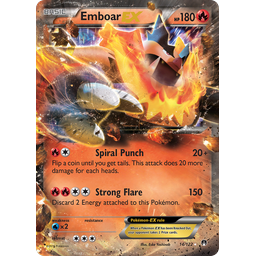 BASIC
Emboar EX HP180
Spiral Punch 20+
Flip a coin until you get tails. This attack does 20 more
damage for each heads.
Strong Flare 150
Discard 2 Energy attached to this Pokémon.
weakness resistance Pokémon-EX rule
×2
retreat
14/122